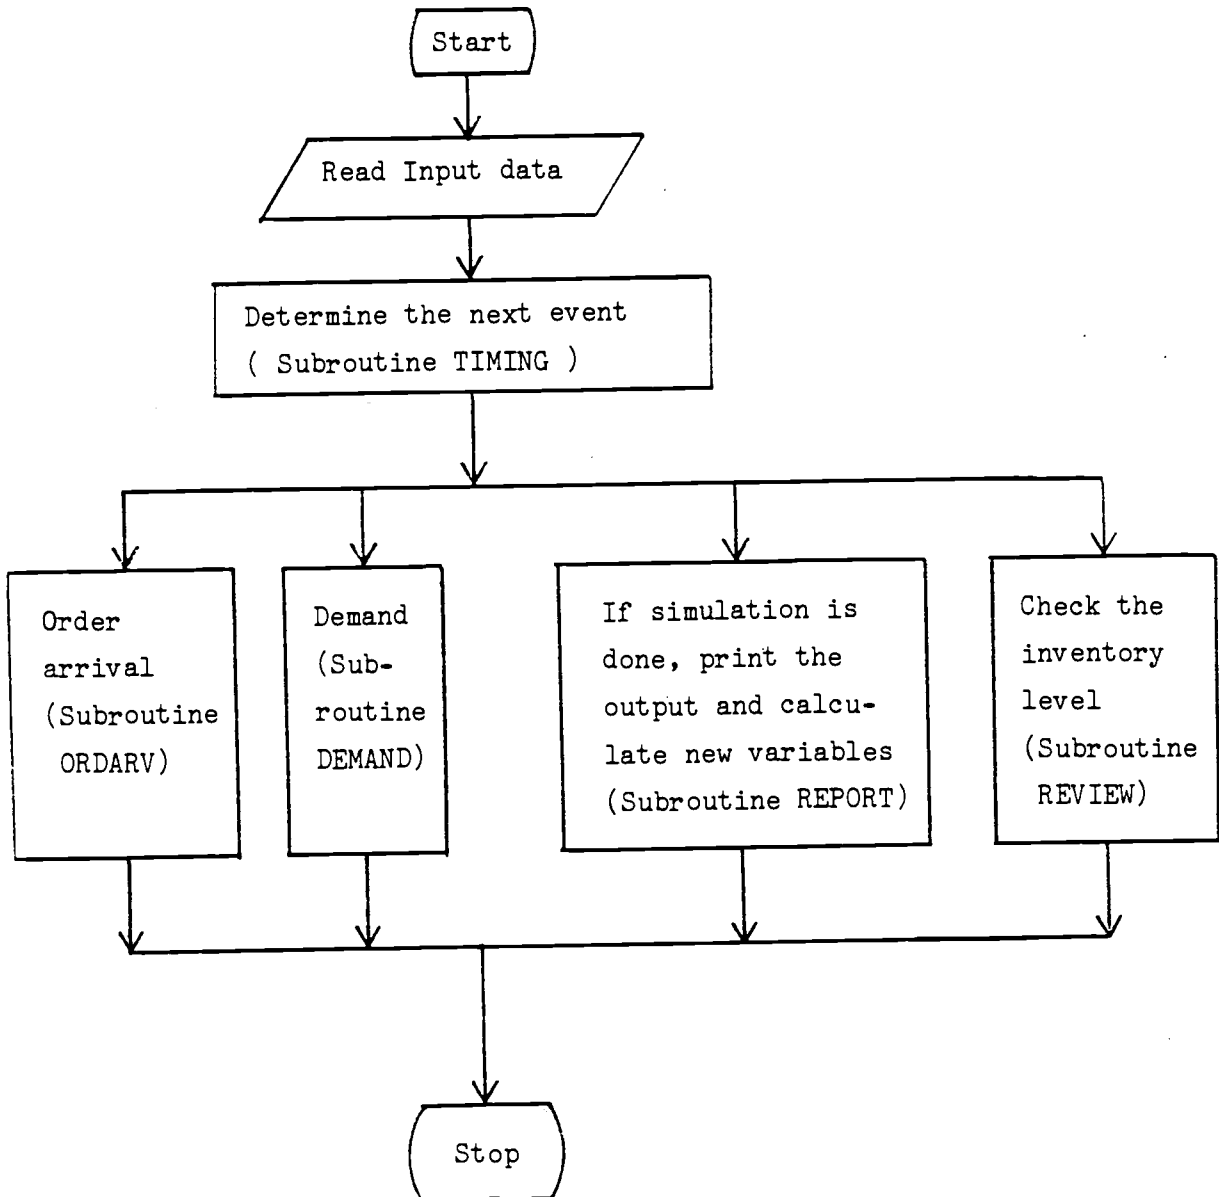 Start
Read Input data
Determine the next event
( Subroutine TIMING )
Order
arrival
(Subroutine
ORDARV)
Demand
(Sub-
routine
DEMAND)
If simulation is
done, print the
output and calcu-
late new variables
(Subroutine REPORT)
Check the
inventory
level
(Subroutine
REVIEW)
Stop